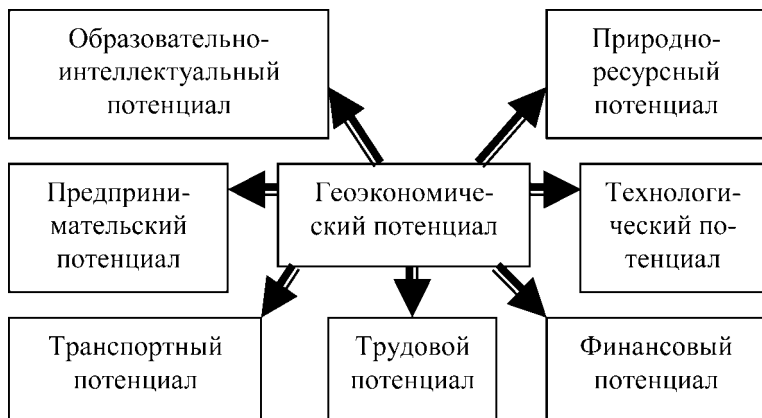 Образовательно-
интеллектуальный
потенциал
Природно-
ресурсный
потенциал
Предприни-
мательский
потенциал
Геоэкономиче-
ский потенциал
Технологи-
ческий по-
тенциал
Транспортный
потенциал
Трудовой
потенциал
Финансовый
потенциал